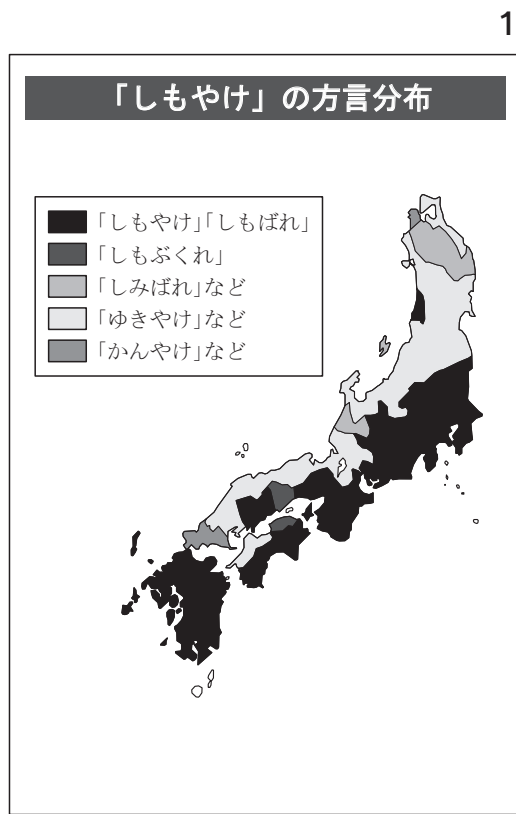 1
「しもやけ」の方言分布
「しもやけ」「しもばれ」
「しもぶくれ」
「しみばれ」など
「ゆきやけ」など
「かんやけ」など